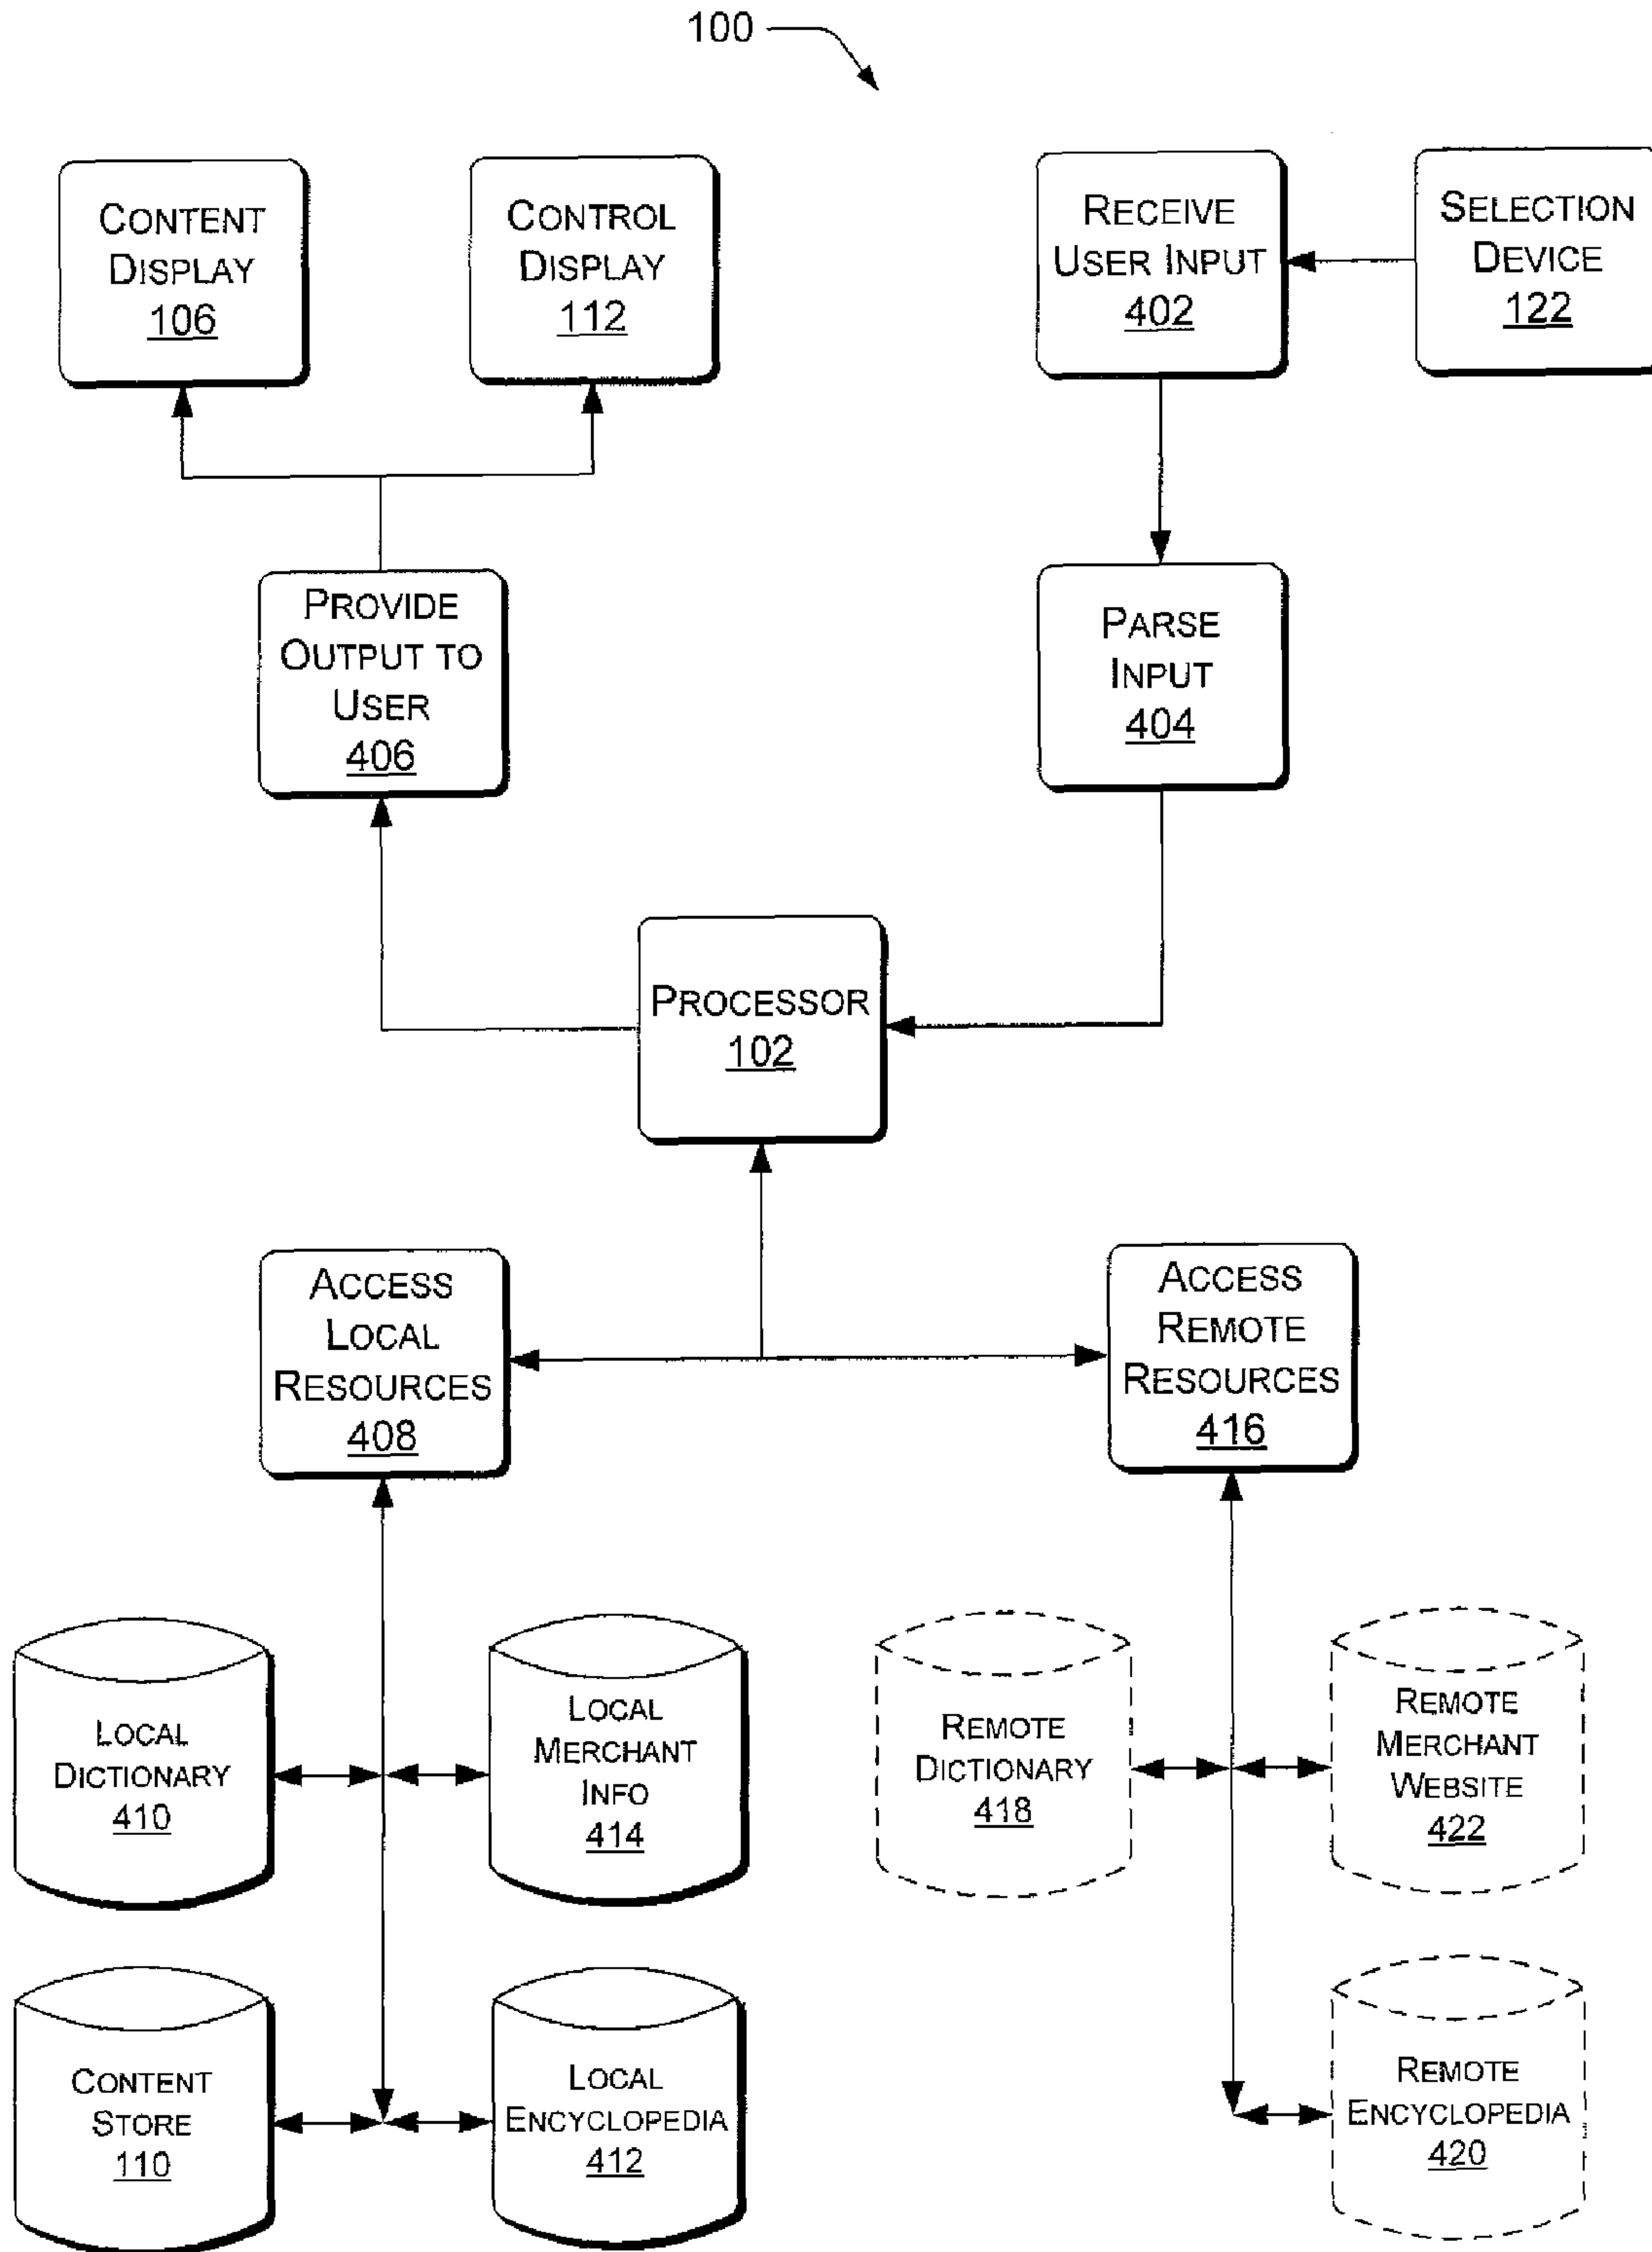 100
CONTENT
DISPLAY
106
CONTROL
DISPLAY
112
RECEIVE
USER INPUT
402
SELECTION
DEVICE
122
PROVIDE
OUTPUT TO
USER
406
PARSE
INPUT
404
PROCESSOR
102
ACCESS
LOCAL
RESOURCES
408
ACCESS
REMOTE
RESOURCES
416
LOCAL
DICTIONARY
410
LOCAL
MERCHANT
INFO
414
REMOTE
DICTIONARY
418
REMOTE
MERCHANT
WEBSITE
422
CONTENT
STORE
110
LOCAL
ENCYCLOPEDIA
412
REMOTE
ENCYCLOPEDIA
420